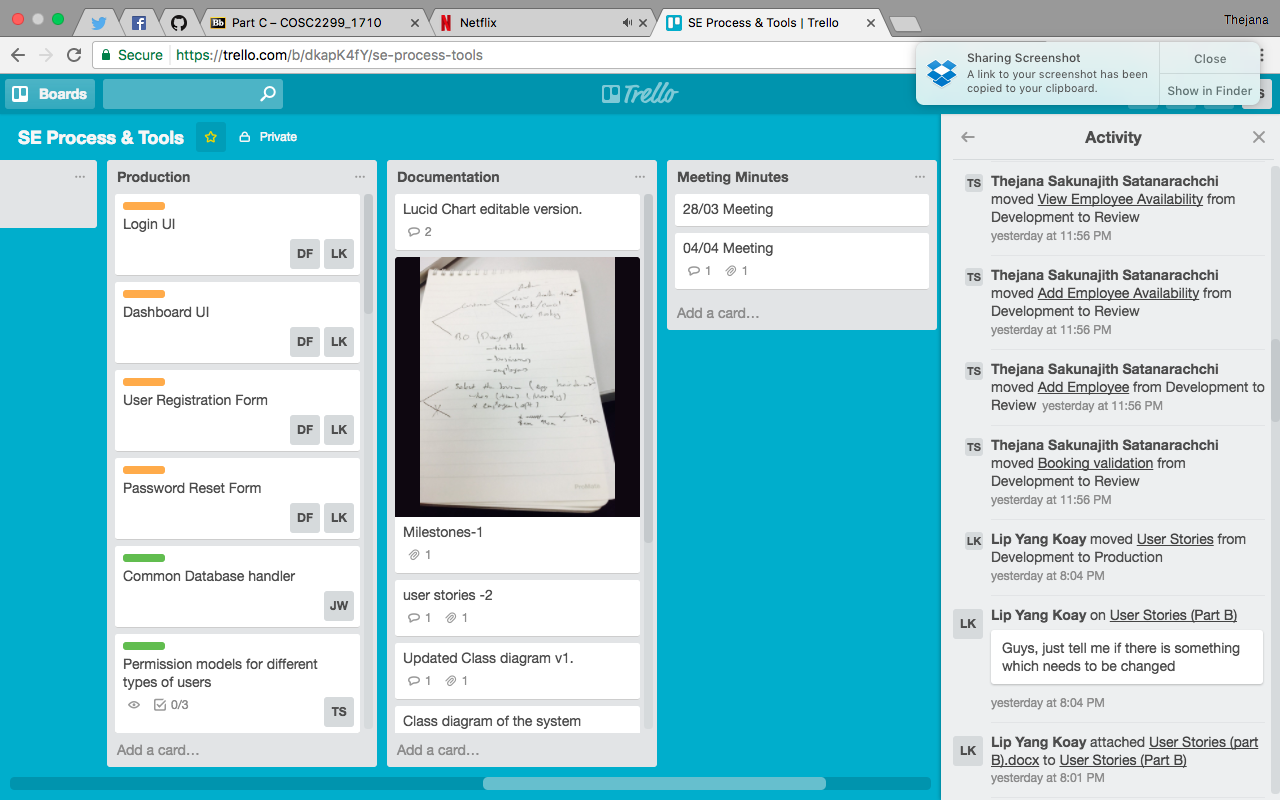 Part C – COSC2299_1710
Netflix
SE Process & Tools | Trello
Thejana
Secure
https://trello.com/b/dkapK4fY/se-process-tools
Sharing Screenshot
A link to your screenshot has been
copied to your clipboard.
Close
Show in Finder
Boards
Trello
SE Process & Tools
Private
Production
Login UI
DF LK
Dashboard UI
DF LK
User Registration Form
DF LK
Password Reset Form
DF LK
Common Database handler
JW
Permission models for different
types of users
0/3
TS
Add a card…
Documentation
Lucid Chart editable version.
2
Milestones-1
1
user stories -2
1 1
Updated Class diagram v1.
1 1
Class diagram of the system
Add a card…
Meeting Minutes
28/03 Meeting
04/04 Meeting
1 1
Add a card…
Activity
TS Thejana Sakunajith Satanarachchi
moved View Employee Availability from
Development to Review
yesterday at 11:56 PM
TS Thejana Sakunajith Satanarachchi
moved Add Employee Availability from
Development to Review
yesterday at 11:56 PM
TS Thejana Sakunajith Satanarachchi
moved Add Employee from Development to
Review yesterday at 11:56 PM
TS Thejana Sakunajith Satanarachchi
moved Booking validation from
Development to Review
yesterday at 11:56 PM
LK Lip Yang Koay moved User Stories from
Development to Production
yesterday at 8:04 PM
LK Lip Yang Koay on User Stories (Part B)
Guys, just tell me if there is something
which needs to be changed
yesterday at 8:04 PM
LK Lip Yang Koay attached User Stories (part
B).docx to User Stories (Part B)
yesterday at 8:01 PM